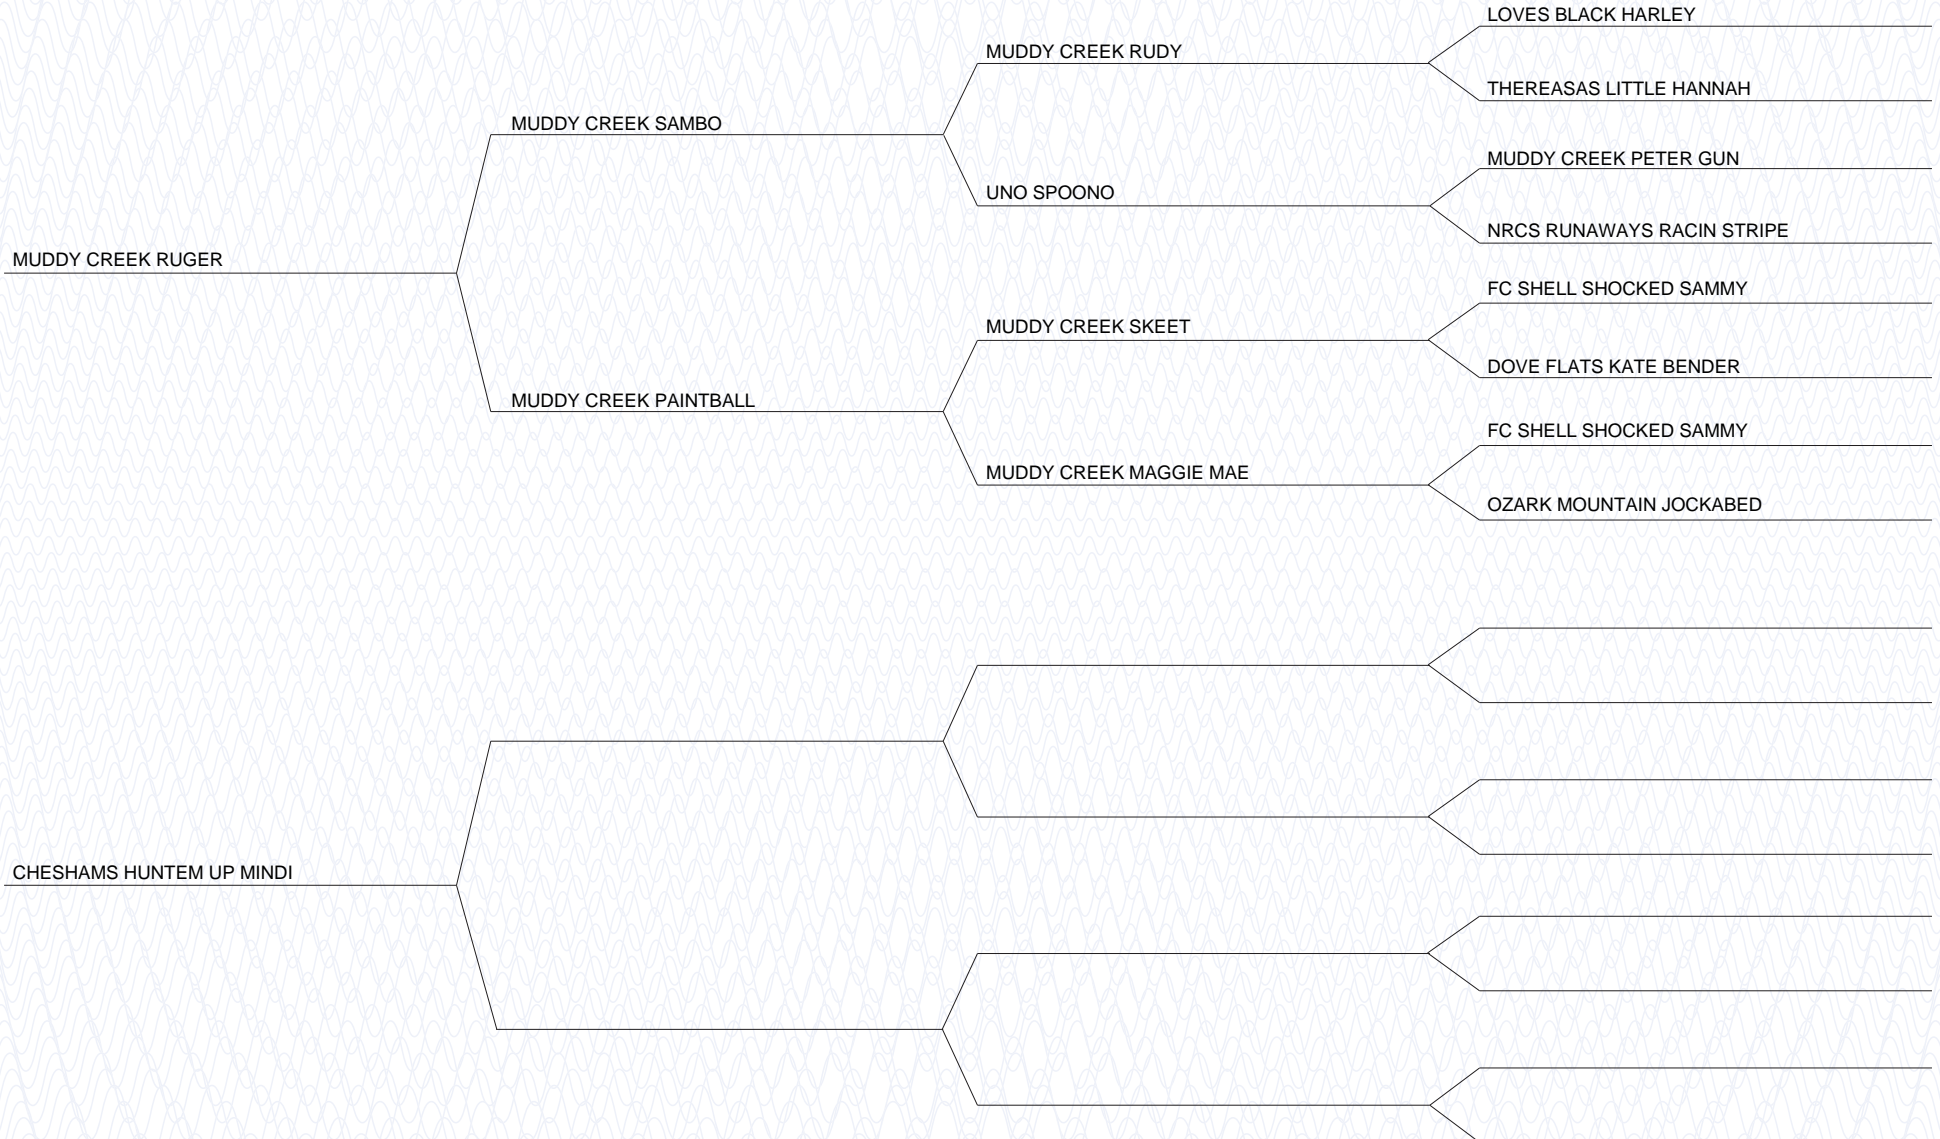 LOVES BLACK HARLEY
MUDDY CREEK RUDY
THEREASAS LITTLE HANNAH
MUDDY CREEK SAMBO
MUDDY CREEK PETER GUN
UNO SPOONO
NRCS RUNAWAYS RACIN STRIPE
MUDDY CREEK RUGER
FC SHELL SHOCKED SAMMY
MUDDY CREEK SKEET
DOVE FLATS KATE BENDER
MUDDY CREEK PAINTBALL
FC SHELL SHOCKED SAMMY
MUDDY CREEK MAGGIE MAE
OZARK MOUNTAIN JOCKABED
CHESHAMS HUNTEM UP MINDI